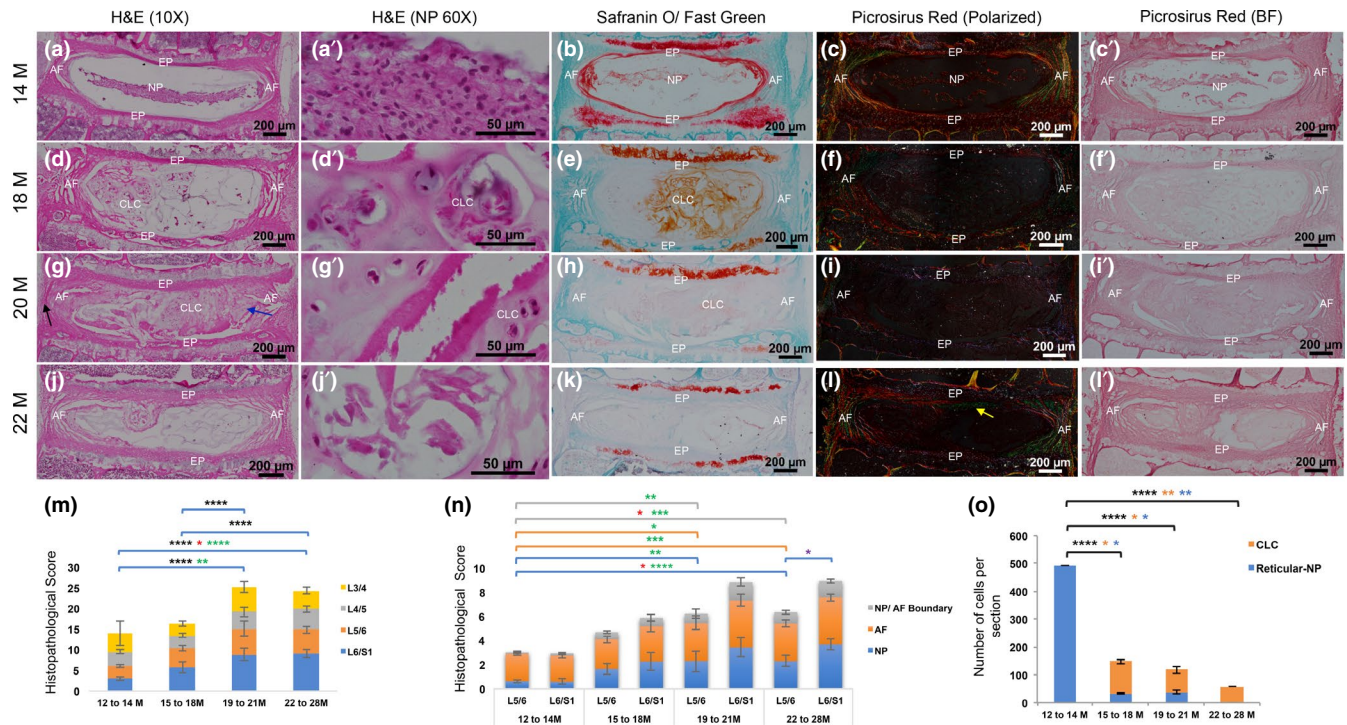 H&E (10X) H&E (NP 60X) Safranin O/ Fast Green Picrosirus Red (Polarized) Picrosirus Red (BF)
14 M
(a) EP AF NP AF EP 200 µm
(a′) 50 µm
(b) EP AF NP AF EP 200 µm
(c) EP AF NP AF EP 200 µm
(c′) EP AF NP AF EP 200 µm
18 M
(d) EP AF CLC AF EP 200 µm
(d′) CLC 50 µm
(e) EP AF CLC AF EP 200 µm
(f) EP AF AF EP 200 µm
(f′) EP AF AF EP 200 µm
20 M
(g) EP AF CLC AF EP 200 µm
(g′) CLC 50 µm
(h) EP AF CLC AF EP 200 µm
(i) EP AF AF EP 200 µm
(i′) EP AF AF EP 200 µm
22 M
(j) EP AF AF EP 200 µm
(j′) 50 µm
(k) EP AF AF EP 200 µm
(l) EP AF AF EP 200 µm
(l′) EP AF AF EP 200 µm
(m)
****
****
**** * ****
**** **
Histopathological Score
30
25
20
15
10
5
0
L3/4
L4/5
L5/6
L6/S1
12 to 14 M 15 to 18M 19 to 21M 22 to 28M
(n)
**
* ***
*
***
**
*
* ****
Histopathological Score
10
8
6
4
2
0
NP/ AF Boundary
AF
NP
L5/6 L6/S1 L5/6 L6/S1 L5/6 L6/S1 L5/6 L6/S1
12 to 14M 15 to 18M 19 to 21M 22 to 28M
(o)
**** ** **
**** * *
**** * *
Number of cells per
section
600
500
400
300
200
100
0
CLC
Reticular-NP
12 to 14 M 15 to 18 M 19 to 21 M 22 to 28 M